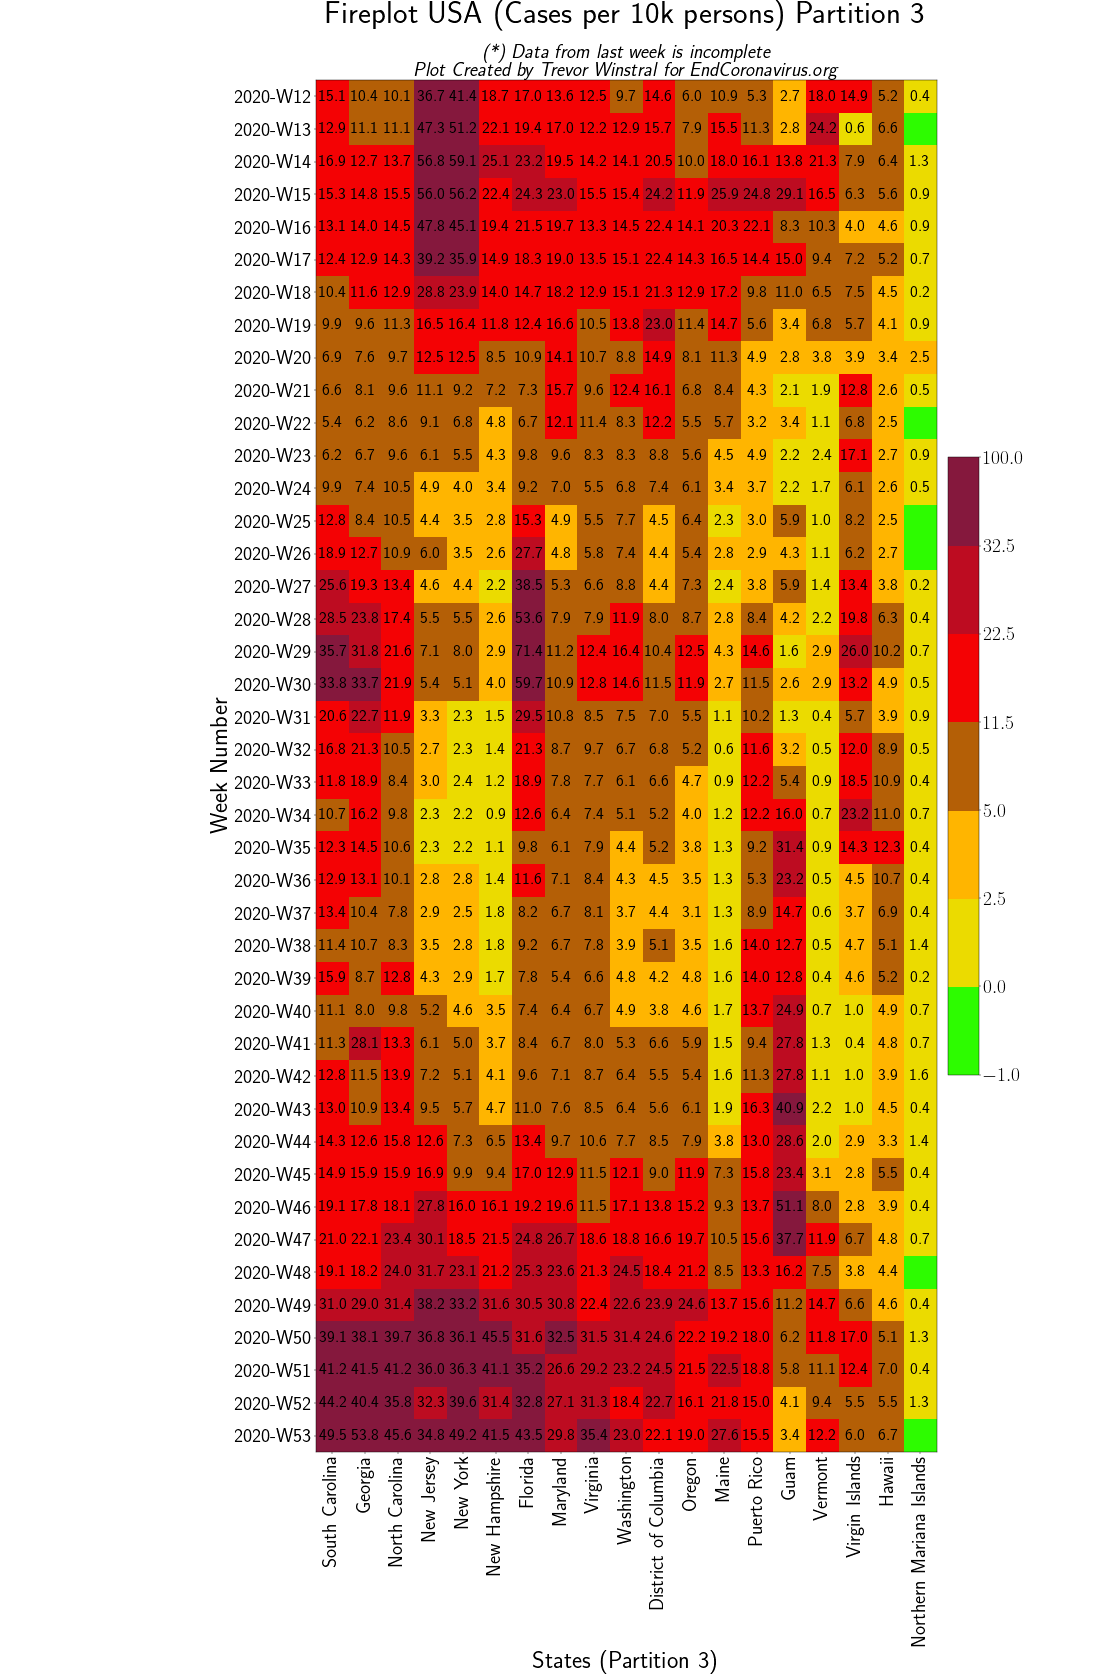 Fireplot USA (Cases per 10k persons) Partition 3
(*) Data from last week is incomplete
Plot Created by Trevor Winstral for EndCoronavirus.org
2020-W12 15.1 10.4 10.1 36.7 41.4 18.7 17.0 13.6 12.5 9.7 14.6 6.0 10.9 5.3 2.7 18.0 14.9 5.2 0.4
2020-W13 12.9 11.1 11.1 47.3 51.2 22.1 19.4 17.0 12.2 12.9 15.7 7.9 15.5 11.3 2.8 24.2 0.6 6.6
2020-W14 16.9 12.7 13.7 56.8 59.1 25.1 23.2 19.5 14.2 14.1 20.5 10.0 18.0 16.1 13.8 21.3 7.9 6.4 1.3
2020-W15 15.3 14.8 15.5 56.0 56.2 22.4 24.3 23.0 15.5 15.4 24.2 11.9 25.9 24.8 29.1 16.5 6.3 5.6 0.9
2020-W16 13.1 14.0 14.5 47.8 45.1 19.4 21.5 19.7 13.3 14.5 22.4 14.1 20.3 22.1 8.3 10.3 4.0 4.6 0.9
2020-W17 12.4 12.9 14.3 39.2 35.9 14.9 18.3 19.0 13.5 15.1 22.4 14.3 16.5 14.4 15.0 9.4 7.2 5.2 0.7
2020-W18 10.4 11.6 12.9 28.8 23.9 14.0 14.7 18.2 12.9 15.1 21.3 12.9 17.2 9.8 11.0 6.5 7.5 4.5 0.2
2020-W19 9.9 9.6 11.3 16.5 16.4 11.8 12.4 16.6 10.5 13.8 23.0 11.4 14.7 5.6 3.4 6.8 5.7 4.1 0.9
2020-W20 6.9 7.6 9.7 12.5 12.5 8.5 10.9 14.1 10.7 8.8 14.9 8.1 11.3 4.9 2.8 3.8 3.9 3.4 2.5
2020-W21 6.6 8.1 9.6 11.1 9.2 7.2 7.3 15.7 9.6 12.4 16.1 6.8 8.4 4.3 2.1 1.9 12.8 2.6 0.5
2020-W22 5.4 6.2 8.6 9.1 6.8 4.8 6.7 12.1 11.4 8.3 12.2 5.5 5.7 3.2 3.4 1.1 6.8 2.5
2020-W23 6.2 6.7 9.6 6.1 5.5 4.3 9.8 9.6 8.3 8.3 8.8 5.6 4.5 4.9 2.2 2.4 17.1 2.7 0.9
2020-W24 9.9 7.4 10.5 4.9 4.0 3.4 9.2 7.0 5.5 6.8 7.4 6.1 3.4 3.7 2.2 1.7 6.1 2.6 0.5
2020-W25 12.8 8.4 10.5 4.4 3.5 2.8 15.3 4.9 5.5 7.7 4.5 6.4 2.3 3.0 5.9 1.0 8.2 2.5
2020-W26 18.9 12.7 10.9 6.0 3.5 2.6 27.7 4.8 5.8 7.4 4.4 5.4 2.8 2.9 4.3 1.1 6.2 2.7
2020-W27 25.6 19.3 13.4 4.6 4.4 2.2 38.5 5.3 6.6 8.8 4.4 7.3 2.4 3.8 5.9 1.4 13.4 3.8 0.2
2020-W28 28.5 23.8 17.4 5.5 5.5 2.6 53.6 7.9 7.9 11.9 8.0 8.7 2.8 8.4 4.2 2.2 19.8 6.3 0.4
2020-W29 35.7 31.8 21.6 7.1 8.0 2.9 71.4 11.2 12.4 16.4 10.4 12.5 4.3 14.6 1.6 2.9 26.0 10.2 0.7
2020-W30 33.8 33.7 21.9 5.4 5.1 4.0 59.7 10.9 12.8 14.6 11.5 11.9 2.7 11.5 2.6 2.9 13.2 4.9 0.5
2020-W31 20.6 22.7 11.9 3.3 2.3 1.5 29.5 10.8 8.5 7.5 7.0 5.5 1.1 10.2 1.3 0.4 5.7 3.9 0.9
2020-W32 16.8 21.3 10.5 2.7 2.3 1.4 21.3 8.7 9.7 6.7 6.8 5.2 0.6 11.6 3.2 0.5 12.0 8.9 0.5
2020-W33 11.8 18.9 8.4 3.0 2.4 1.2 18.9 7.8 7.7 6.1 6.6 4.7 0.9 12.2 5.4 0.9 18.5 10.9 0.4
2020-W34 10.7 16.2 9.8 2.3 2.2 0.9 12.6 6.4 7.4 5.1 5.2 4.0 1.2 12.2 16.0 0.7 23.2 11.0 0.7
2020-W35 12.3 14.5 10.6 2.3 2.2 1.1 9.8 6.1 7.9 4.4 5.2 3.8 1.3 9.2 31.4 0.9 14.3 12.3 0.4
2020-W36 12.9 13.1 10.1 2.8 2.8 1.4 11.6 7.1 8.4 4.3 4.5 3.5 1.3 5.3 23.2 0.5 4.5 10.7 0.4
2020-W37 13.4 10.4 7.8 2.9 2.5 1.8 8.2 6.7 8.1 3.7 4.4 3.1 1.3 8.9 14.7 0.6 3.7 6.9 0.4
2020-W38 11.4 10.7 8.3 3.5 2.8 1.8 9.2 6.7 7.8 3.9 5.1 3.5 1.6 14.0 12.7 0.5 4.7 5.1 1.4
2020-W39 15.9 8.7 12.8 4.3 2.9 1.7 7.8 5.4 6.6 4.8 4.2 4.8 1.6 14.0 12.8 0.4 4.6 5.2 0.2
2020-W40 11.1 8.0 9.8 5.2 4.6 3.5 7.4 6.4 6.7 4.9 3.8 4.6 1.7 13.7 24.9 0.7 1.0 4.9 0.7
2020-W41 11.3 28.1 13.3 6.1 5.0 3.7 8.4 6.7 8.0 5.3 6.6 5.9 1.5 9.4 27.8 1.3 0.4 4.8 0.7
2020-W42 12.8 11.5 13.9 7.2 5.1 4.1 9.6 7.1 8.7 6.4 5.5 5.4 1.6 11.3 27.8 1.1 1.0 3.9 1.6
2020-W43 13.0 10.9 13.4 9.5 5.7 4.7 11.0 7.6 8.5 6.4 5.6 6.1 1.9 16.3 40.9 2.2 1.0 4.5 0.4
2020-W44 14.3 12.6 15.8 12.6 7.3 6.5 13.4 9.7 10.6 7.7 8.5 7.9 3.8 13.0 28.6 2.0 2.9 3.3 1.4
2020-W45 14.9 15.9 15.9 16.9 9.9 9.4 17.0 12.9 11.5 12.1 9.0 11.9 7.3 15.8 23.4 3.1 2.8 5.5 0.4
2020-W46 19.1 17.8 18.1 27.8 16.0 16.1 19.2 19.6 11.5 17.1 13.8 15.2 9.3 13.7 51.1 8.0 2.8 3.9 0.4
2020-W47 21.0 22.1 23.4 30.1 18.5 21.5 24.8 26.7 18.6 18.8 16.6 19.7 10.5 15.6 37.7 11.9 6.7 4.8 0.7
2020-W48 19.1 18.2 24.0 31.7 23.1 21.2 25.3 23.6 21.3 24.5 18.4 21.2 8.5 13.3 16.2 7.5 3.8 4.4
2020-W49 31.0 29.0 31.4 38.2 33.2 31.6 30.5 30.8 22.4 22.6 23.9 24.6 13.7 15.6 11.2 14.7 6.6 4.6 0.4
2020-W50 39.1 38.1 39.7 36.8 36.1 45.5 31.6 32.5 31.5 31.4 24.6 22.2 19.2 18.0 6.2 11.8 17.0 5.1 1.3
2020-W51 41.2 41.5 41.2 36.0 36.3 41.1 35.2 26.6 29.2 23.2 24.5 21.5 22.5 18.8 5.8 11.1 12.4 7.0 0.4
2020-W52 44.2 40.4 35.8 32.3 39.6 31.4 32.8 27.1 31.3 18.4 22.7 16.1 21.8 15.0 4.1 9.4 5.5 5.5 1.3
2020-W53 49.5 53.8 45.6 34.8 49.2 41.5 43.5 29.8 35.4 23.0 22.1 19.0 27.6 15.5 3.4 12.2 6.0 6.7
Week Number
South Carolina
Georgia
North Carolina
New Jersey
New York
New Hampshire
Florida
Maryland
Virginia
Washington
District of Columbia
Oregon
Maine
Puerto Rico
Guam
Vermont
Virgin Islands
Hawaii
Northern Mariana Islands
States (Partition 3)
100.0
32.5
22.5
11.5
5.0
2.5
0.0
−1.0